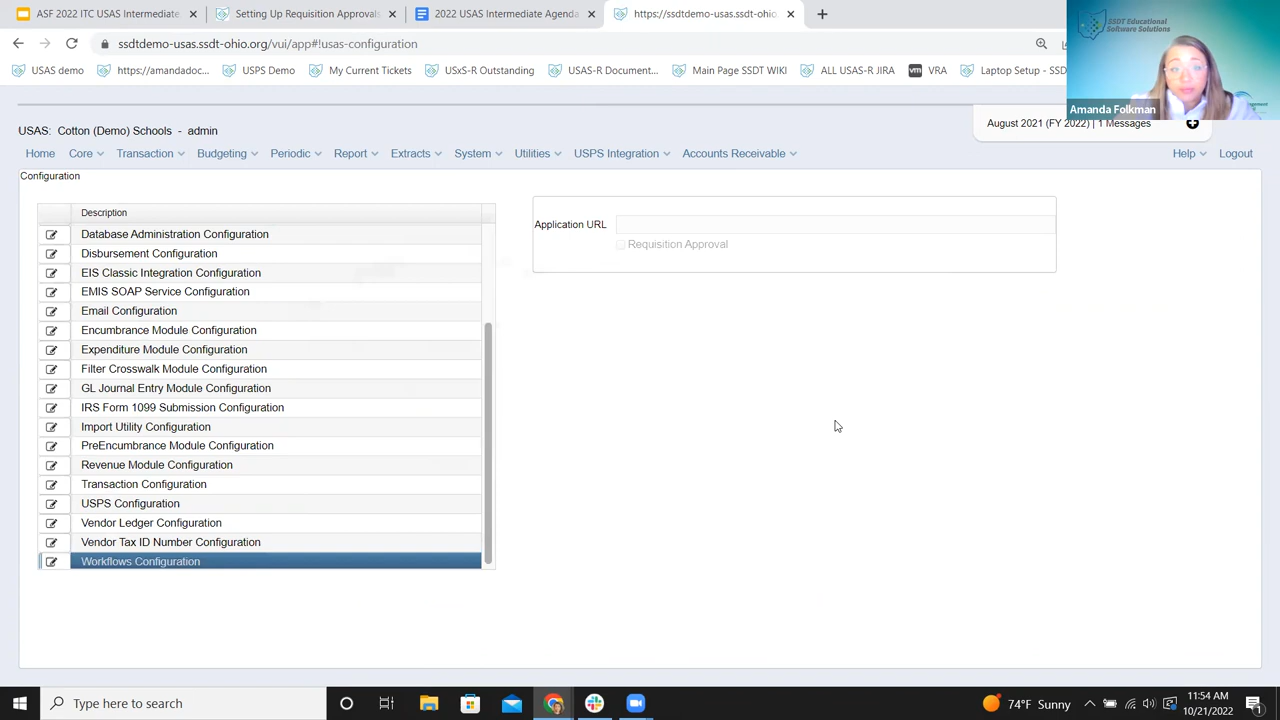 ASF 2022 ITC USAS Intermediate
Setting Up Requisition Approvals
2022 USAS Intermediate Agenda
https://ssdtdemo-usas.ssdt-ohio.
ssdtdemo-usas.ssdt-ohio.org/vui/app#!usas-configuration
USAS demo
https://amandadoc...
USPS Demo
My Current Tickets
USxS-R Outstanding
USAS-R Document...
Main Page SSDT WIKI
ALL USAS-R JIRA
vm VRA
Laptop Setup - SSD
SSDT Educational
Software Solutions
Amanda Folkman
USAS: Cotton (Demo) Schools - admin
August 2021 (FY 2022) | 1 Messages
Home Core Transaction Budgeting Periodic Report Extracts System Utilities USPS Integration Accounts Receivable Help Logout
Configuration
Description
Database Administration Configuration
Disbursement Configuration
EIS Classic Integration Configuration
EMIS SOAP Service Configuration
Email Configuration
Encumbrance Module Configuration
Expenditure Module Configuration
Filter Crosswalk Module Configuration
GL Journal Entry Module Configuration
IRS Form 1099 Submission Configuration
Import Utility Configuration
PreEncumbrance Module Configuration
Revenue Module Configuration
Transaction Configuration
USPS Configuration
Vendor Ledger Configuration
Vendor Tax ID Number Configuration
Workflows Configuration
Application URL
Requisition Approval
Type here to search
74°F Sunny
11:54 AM
10/21/2022
1